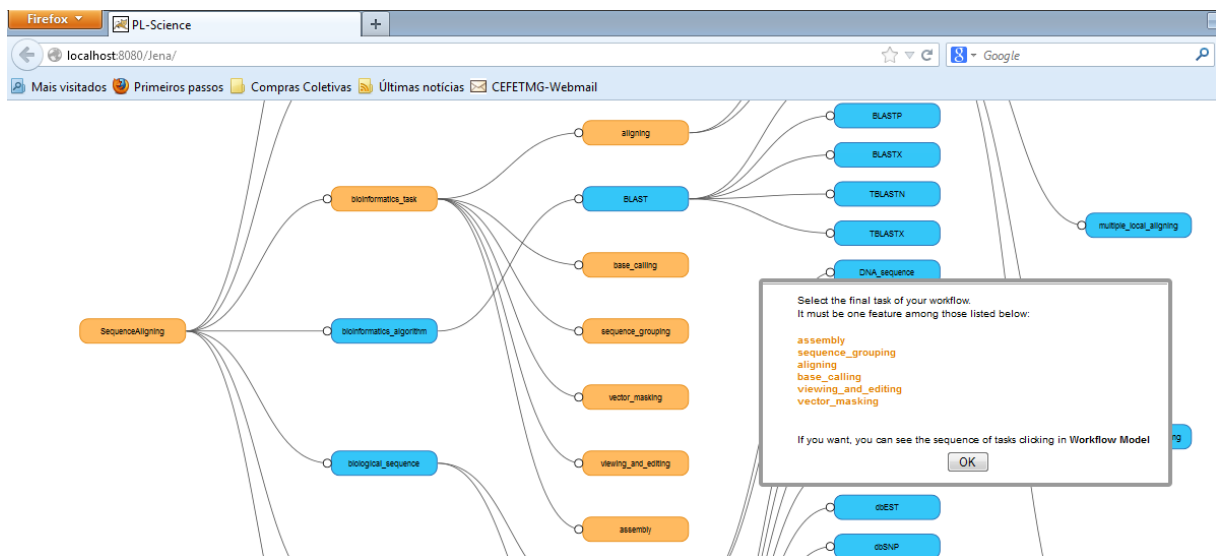 Firefox
PL-Science
localhost:8080/Jena/
Google
Mais visitados
Primeiros passos
Compras Coletivas
Últimas notícias
CEFETMG-Webmail
SequenceAligning
bioinformatics_task
bioinformatics_algorithm
biological_sequence
aligning
BLAST
base_calling
sequence_grouping
vector_masking
viewing_and_editing
assembly
BLASTP
BLASTX
TBLASTN
TBLASTX
DNA_sequence
dbEST
dbSNP
multiple_local_aligning
ng
Select the final task of your workflow.
It must be one feature among those listed below:
assembly
sequence_grouping
aligning
base_calling
viewing_and_editing
vector_masking
If you want, you can see the sequence of tasks clicking in Workflow Model
OK